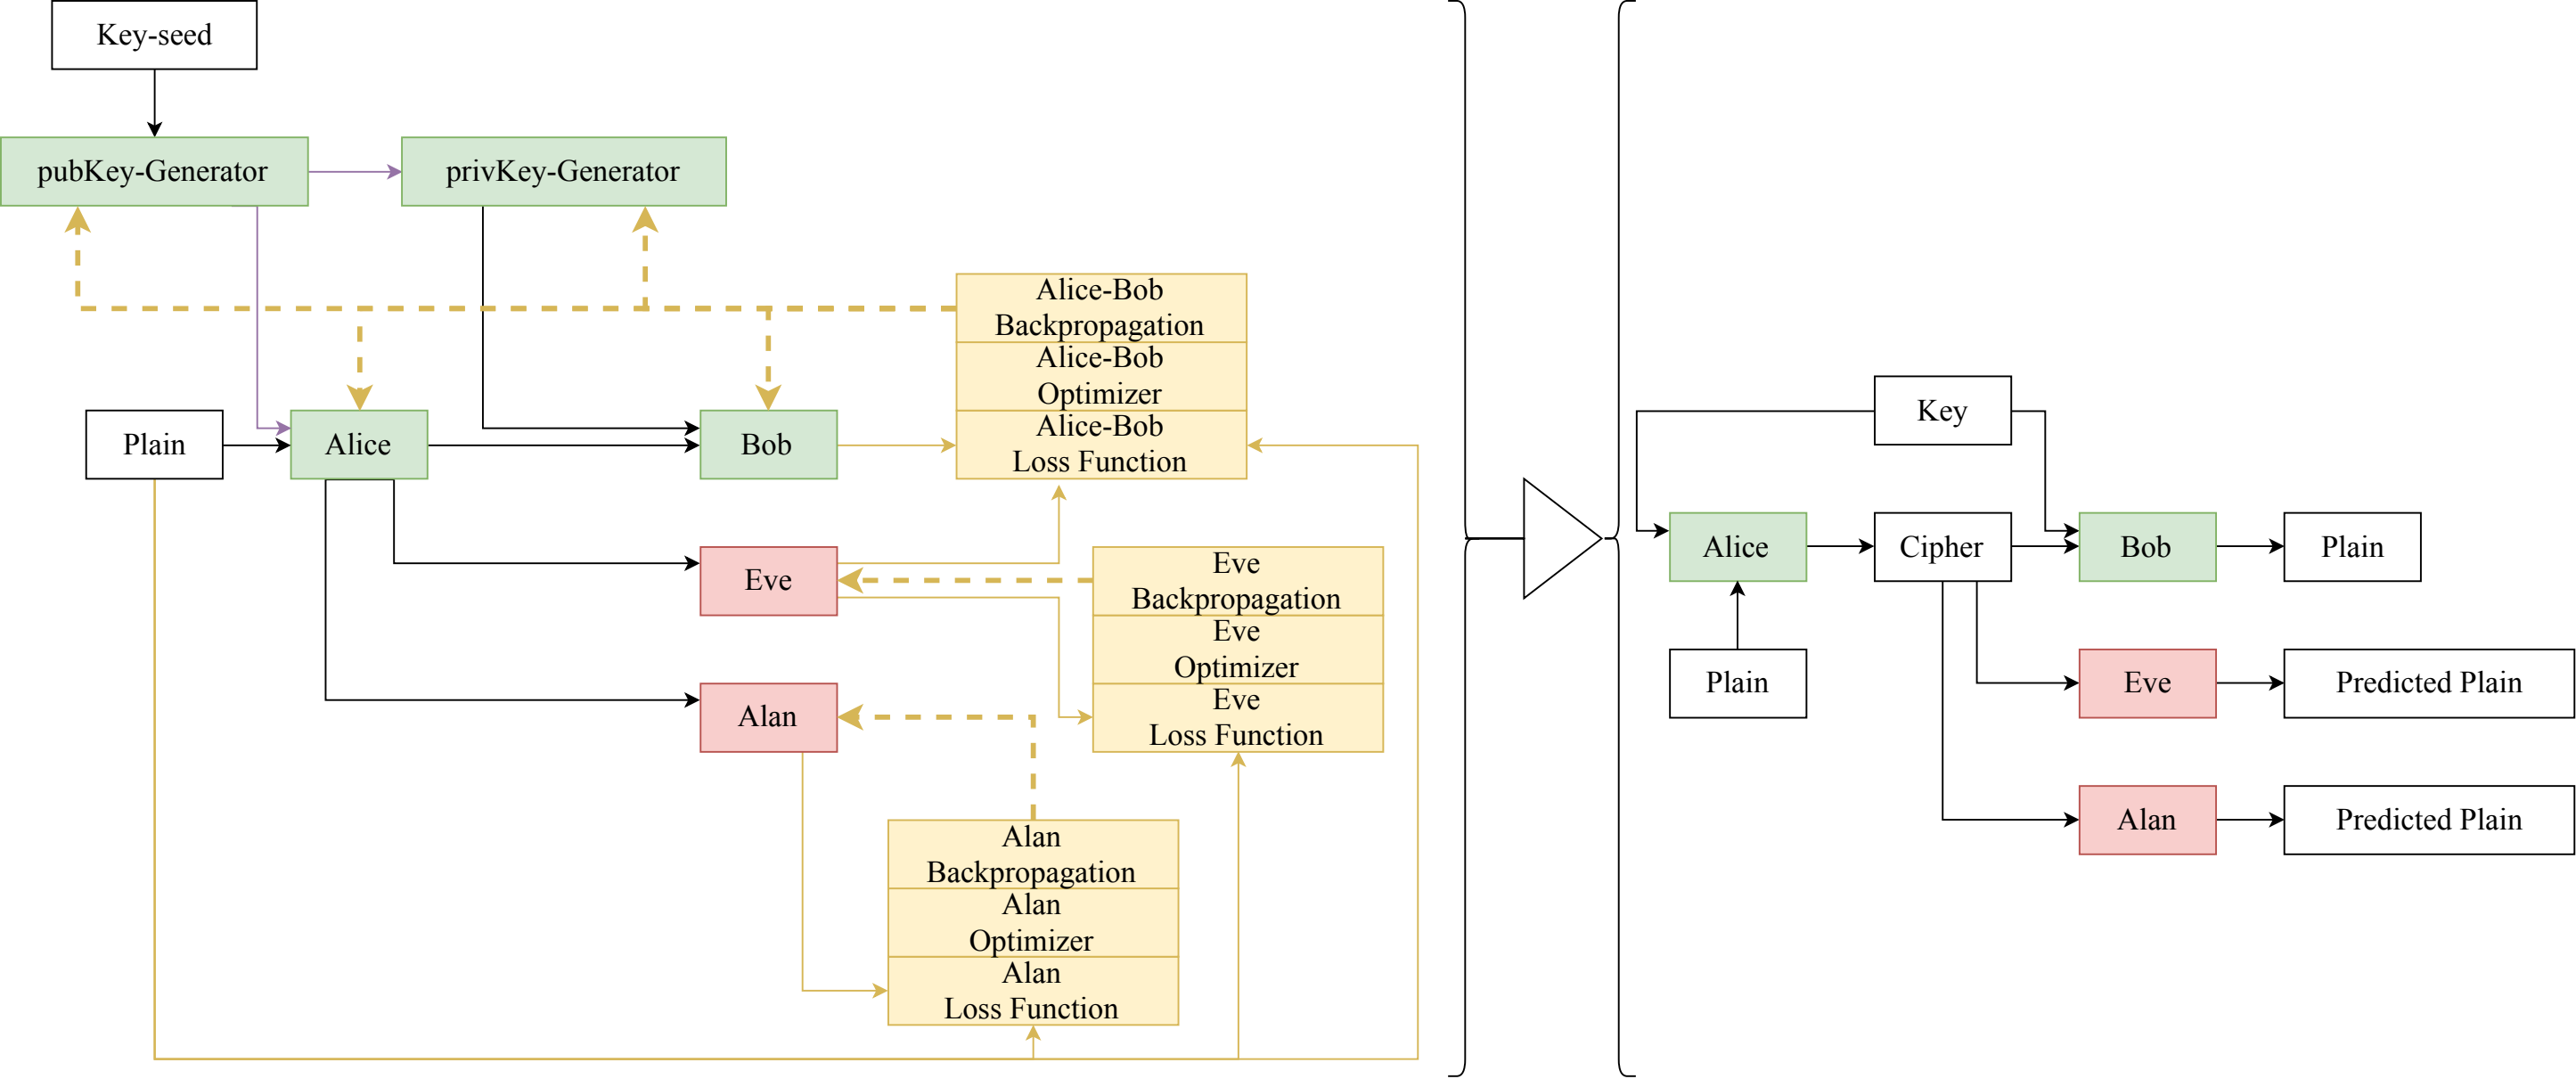 Key-seed
pubKey-Generator
privKey-Generator
Alice-Bob
Backpropagation
Alice-Bob
Optimizer
Alice-Bob
Loss Function
Plain
Alice
Bob
Eve
Eve
Backpropagation
Eve
Optimizer
Eve
Loss Function
Alan
Alan
Backpropagation
Alan
Optimizer
Alan
Loss Function
Key
Alice
Cipher
Bob
Plain
Plain
Eve
Predicted Plain
Alan
Predicted Plain